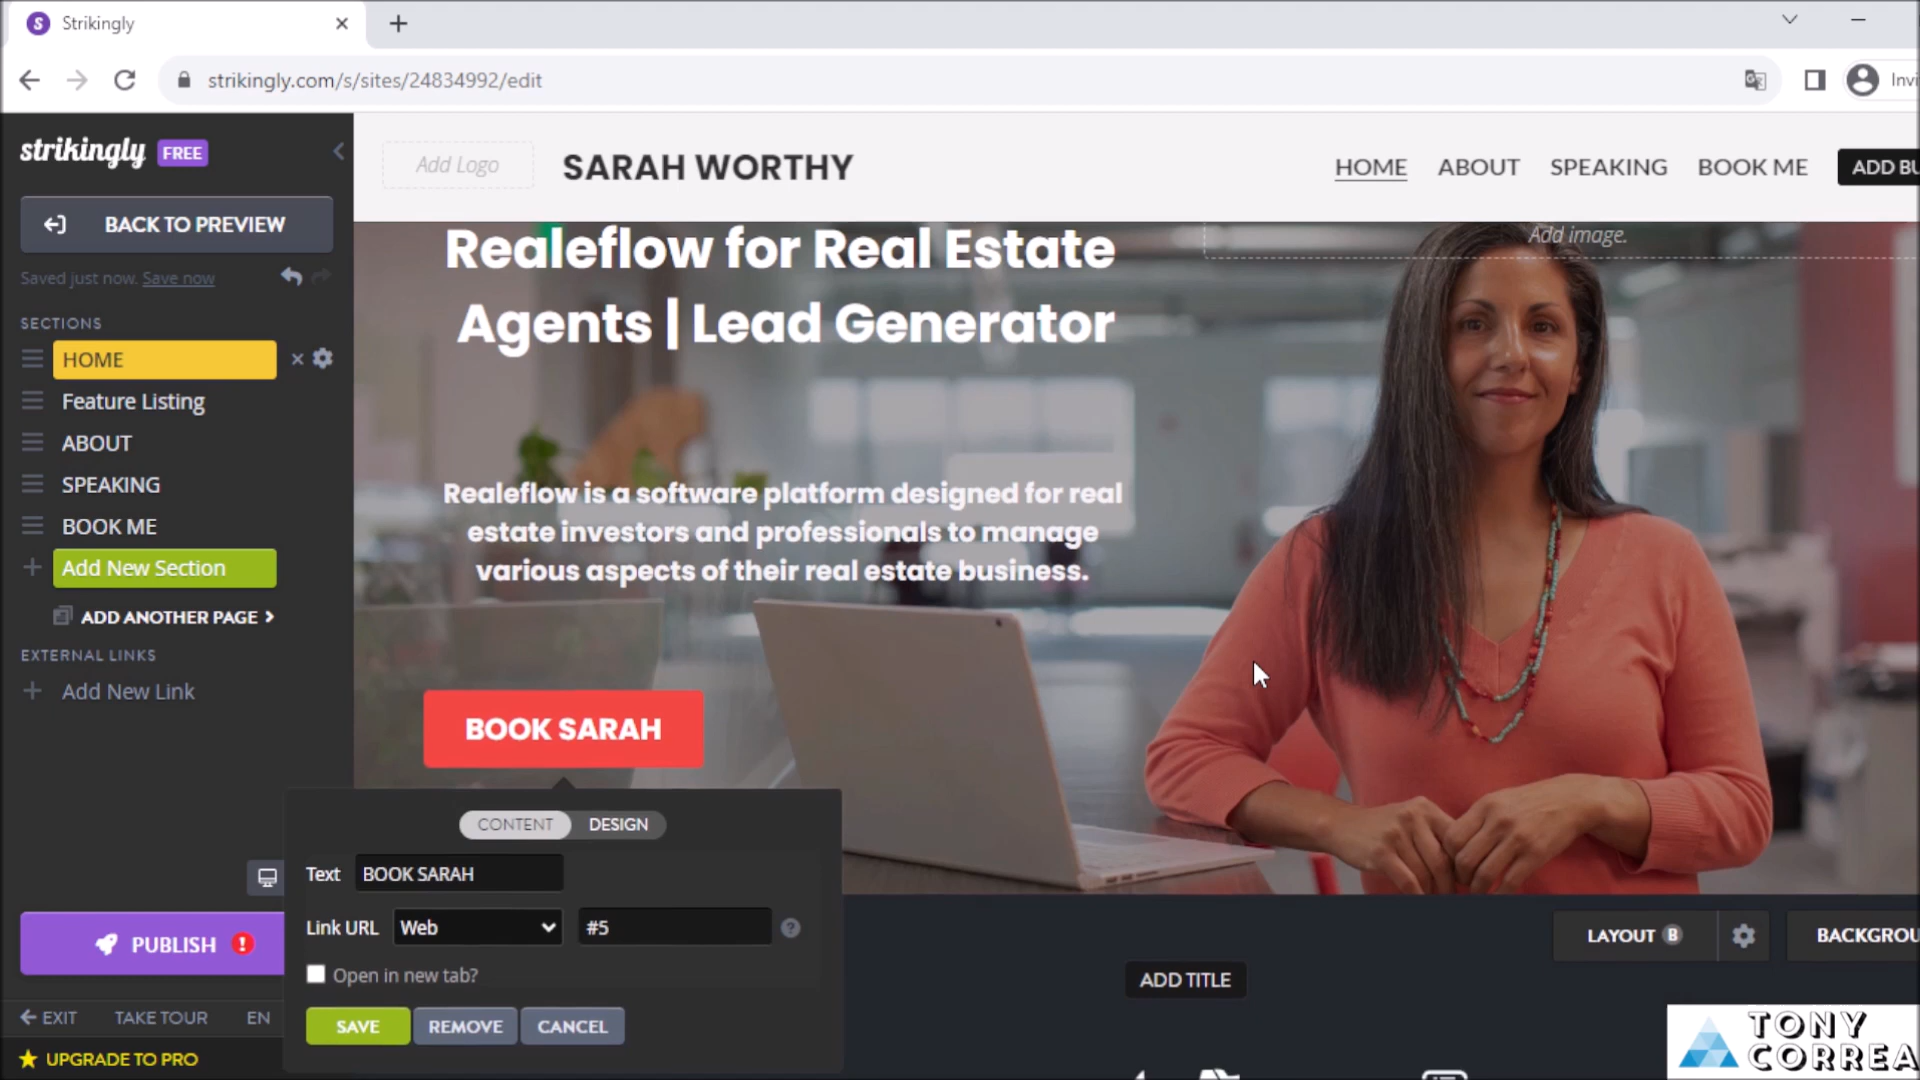 S Strikingly
strikingly.com/s/sites/24834992/edit
strikingly FREE
BACK TO PREVIEW
Saved just now. Save now
SECTIONS
HOME
Feature Listing
ABOUT
SPEAKING
BOOK ME
Add New Section
ADD ANOTHER PAGE
EXTERNAL LINKS
Add New Link
PUBLISH !
EXIT TAKE TOUR EN
UPGRADE TO PRO
Add Logo SARAH WORTHY HOME ABOUT SPEAKING BOOK ME ADD BU
Add image.
Realeflow for Real Estate
Agents | Lead Generator
Realeflow is a software platform designed for real
estate investors and professionals to manage
various aspects of their real estate business.
BOOK SARAH
CONTENT DESIGN
Text BOOK SARAH
Link URL Web #5 ?
Open in new tab?
SAVE REMOVE CANCEL
LAYOUT B BACKGROU
ADD TITLE
TONY
CORREA